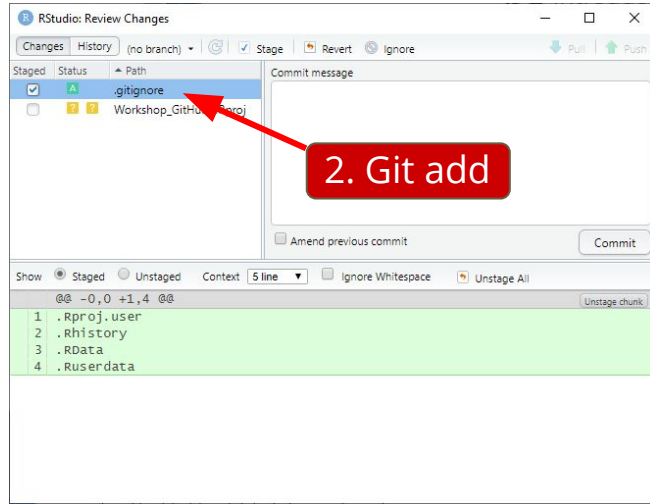 R RStudio: Review Changes
Changes History (no branch) Stage Revert Ignore Pull Push
Staged Status Path
A .gitignore
? ? Workshop_GitHu proj
Commit message
2. Git add
Amend previous commit
Commit
Show Staged Unstaged Context 5 line Ignore Whitespace Unstage All
@@ -0,0 +1,4 @@ Unstage chunk
1 .Rproj.user
2 .Rhistory
3 .RData
4 .Ruserdata